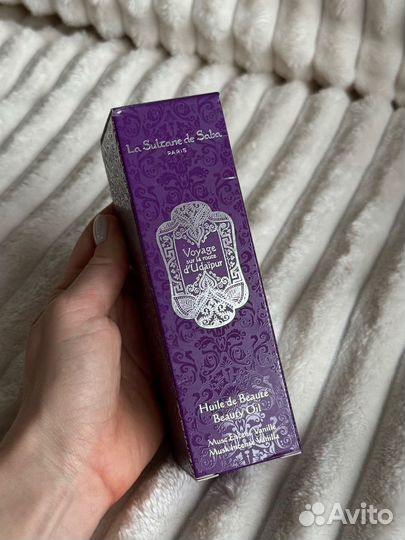 La Sultane de Saba
PARIS
Voyage
sur la route
d'Udaïpur
Huile de Beauté
Beauty Oil
Musc Encens Vanille
Musk Incense Vanilla
Avito